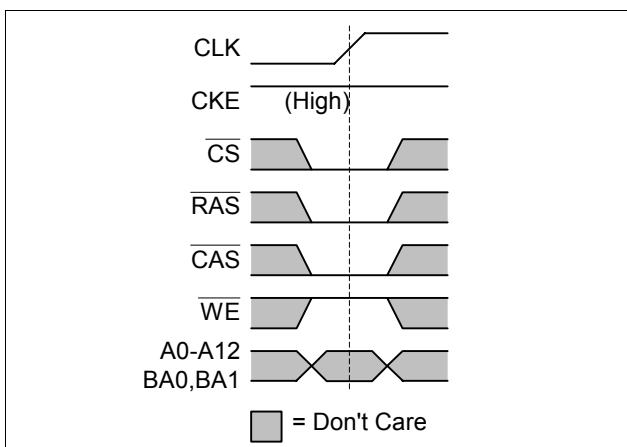 CLK
CKE (High)
CS
RAS
CAS
WE
A0-A12
BA0,BA1
= Don't Care